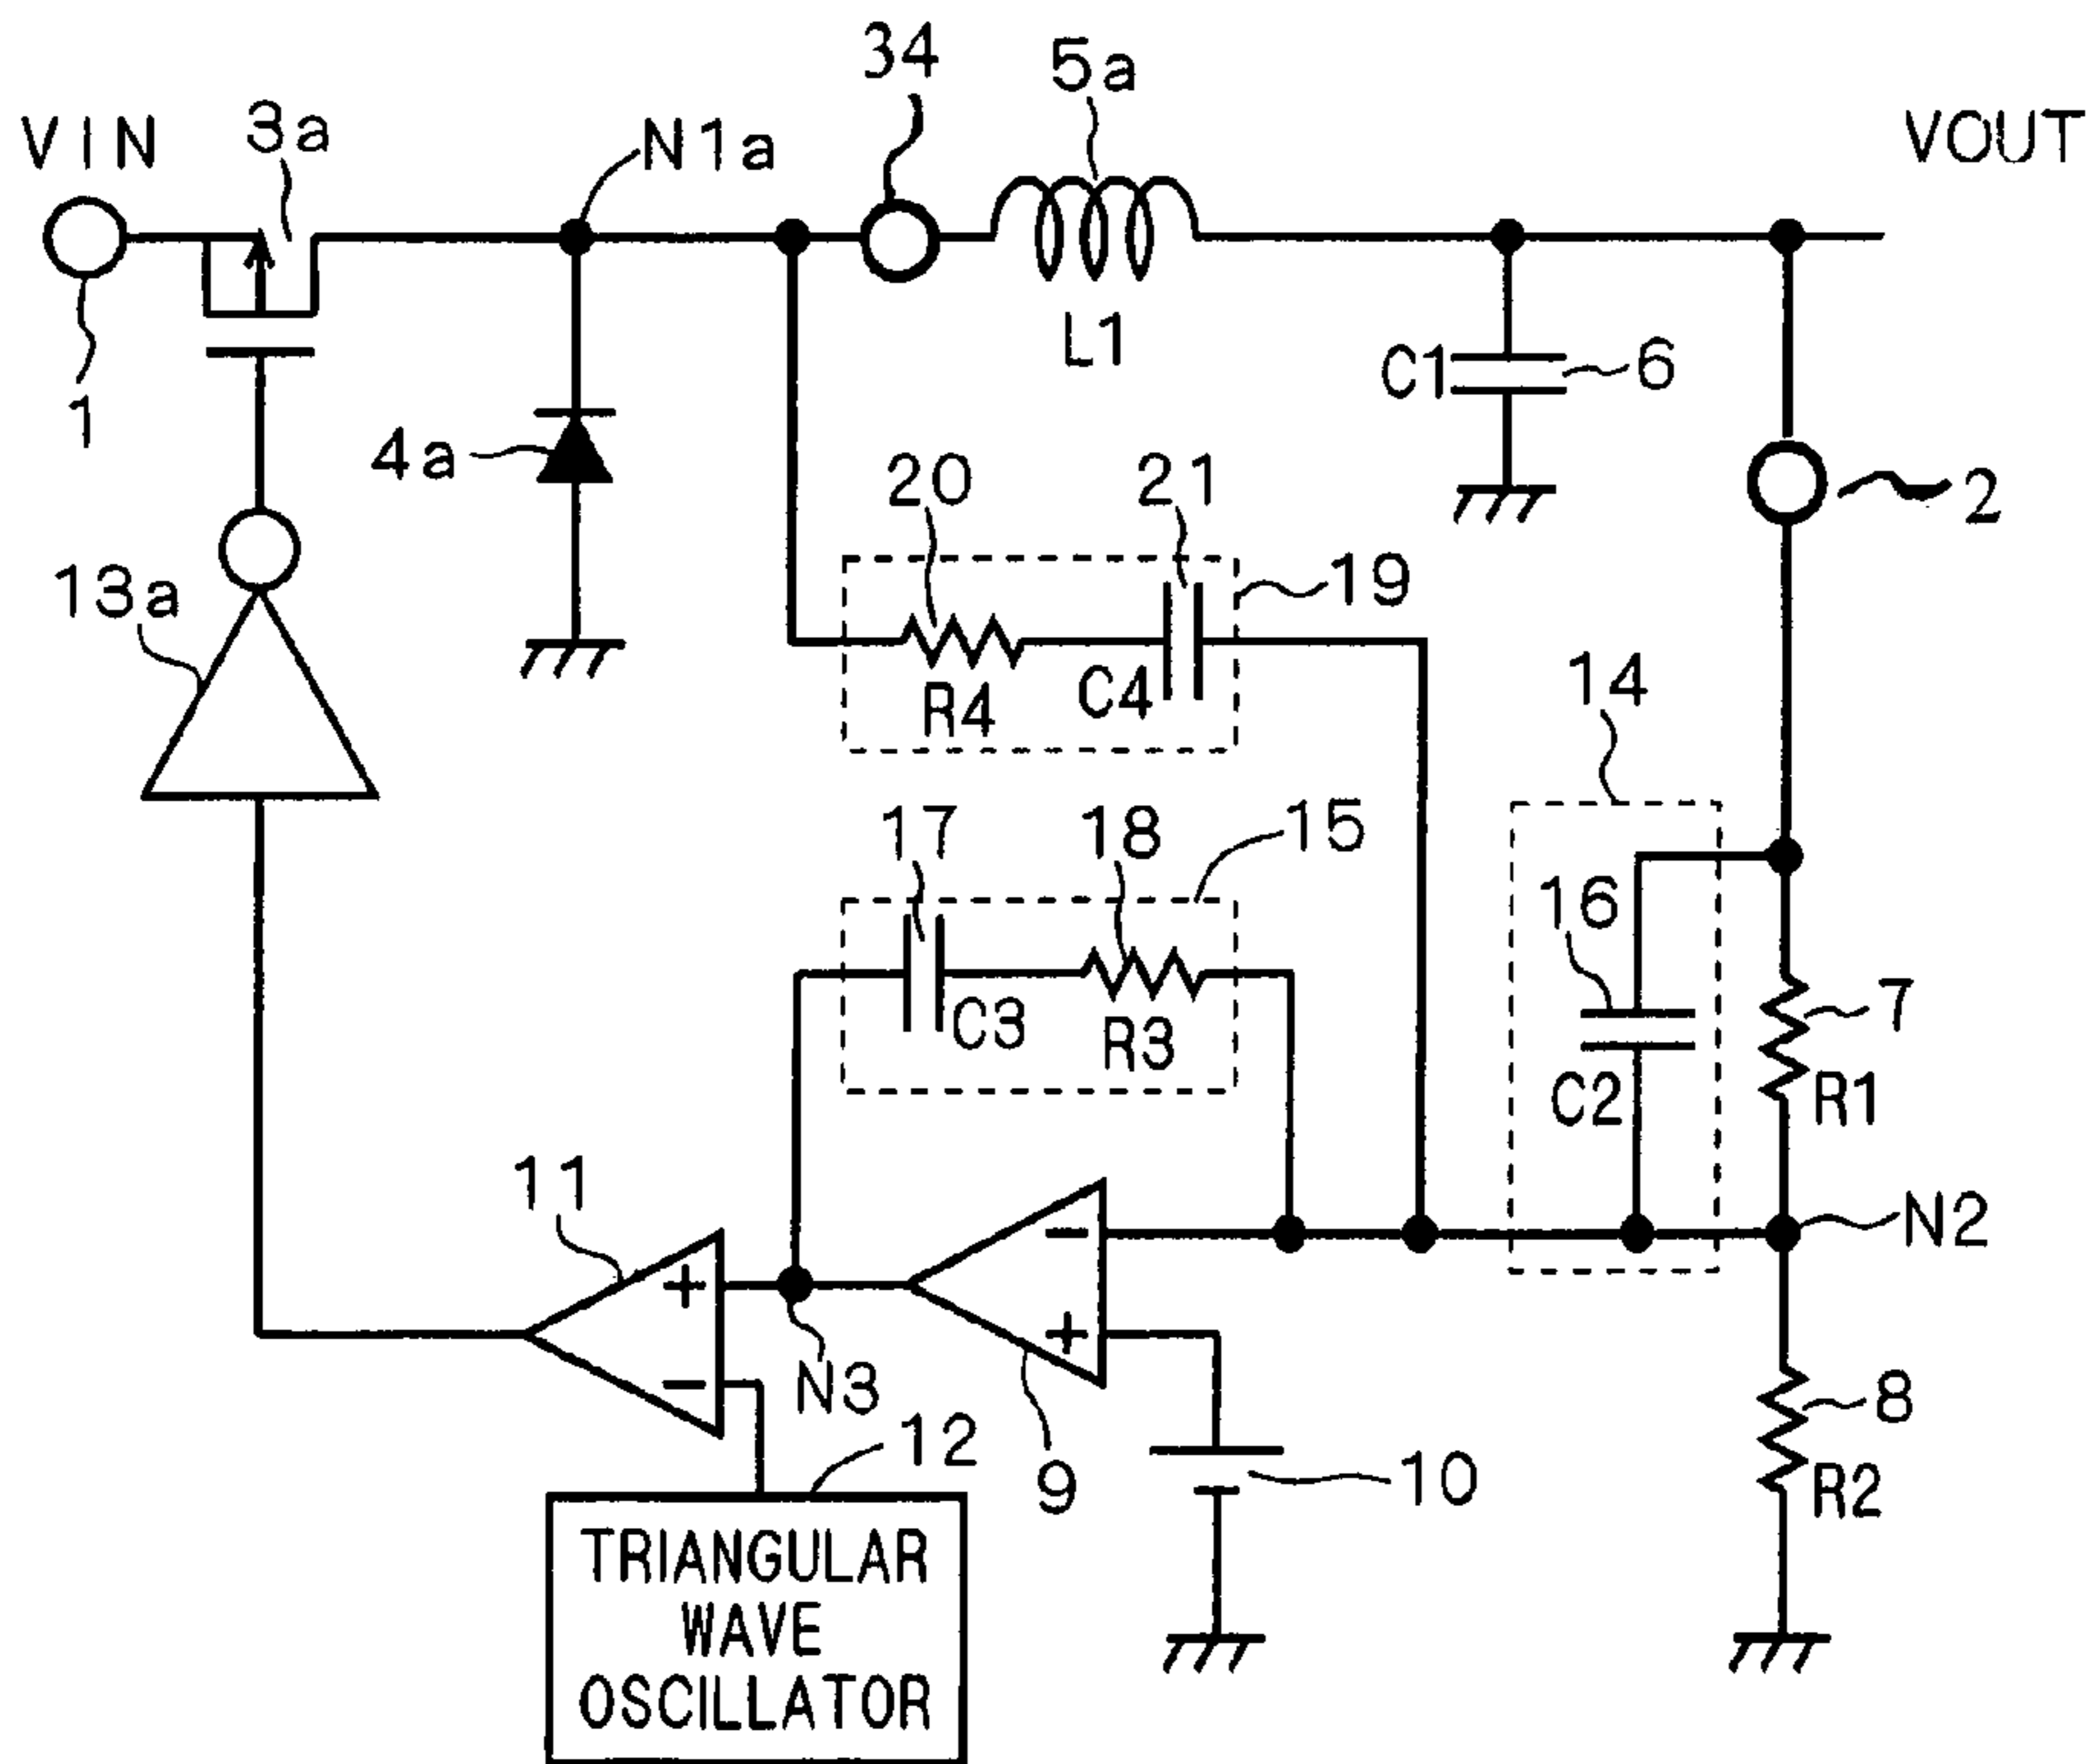 34
5a
VIN
3a
N1a
VOUT
L1
C1
6
1
4a
20
21
2
13a
19
R4
C4
14
17
18
15
16
7
C3
R3
C2
R1
11
N2
N3
8
12
9
10
R2
TRIANGULAR
WAVE
OSCILLATOR